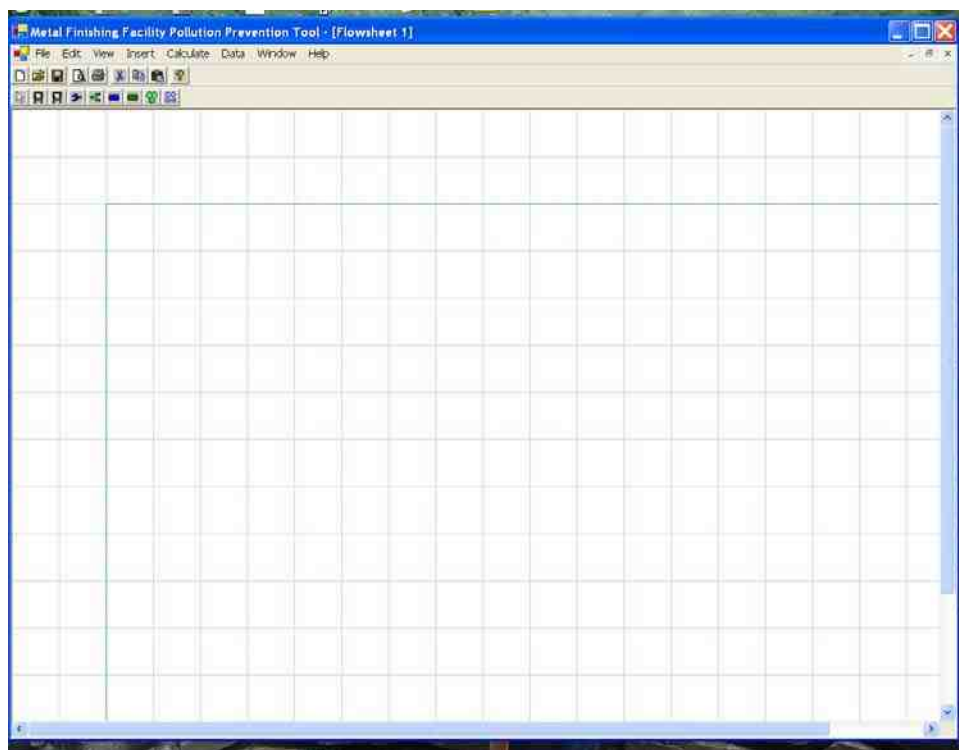 Metal Finishing Facility Pollution Prevention Tool - [Flowsheet 1]
File Edit View Insert Calculate Data Window Help